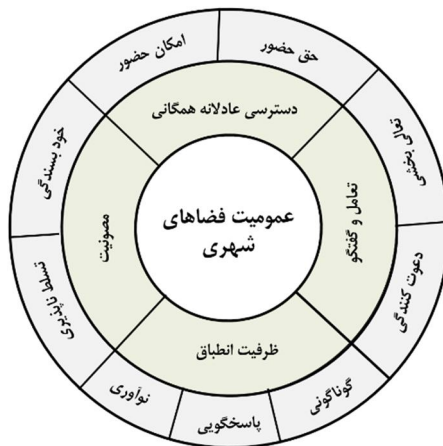 عمومیت فضاهای
شهری
دسترسی عادلانه همگانی
تعامل و گفتگو
ظرفیت انطباق
مصونیت
حق حضور
تعالی بخشی
دعوت کنندگی
گوناگونی
پاسخگویی
نوآوری
تسلط ناپذیری
خود بسندگی
امکان حضور